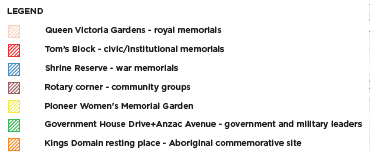 LEGEND
Queen Victoria Gardens - royal memorials
Tom's Block - civic/institutional memorials
Shrine Reserve - war memorials
Rotary corner - community groups
Pioneer Women's Memorial Garden
Government House Drive+Anzac Avenue - government and military leaders
Kings Domain resting place - Aboriginal commemorative site